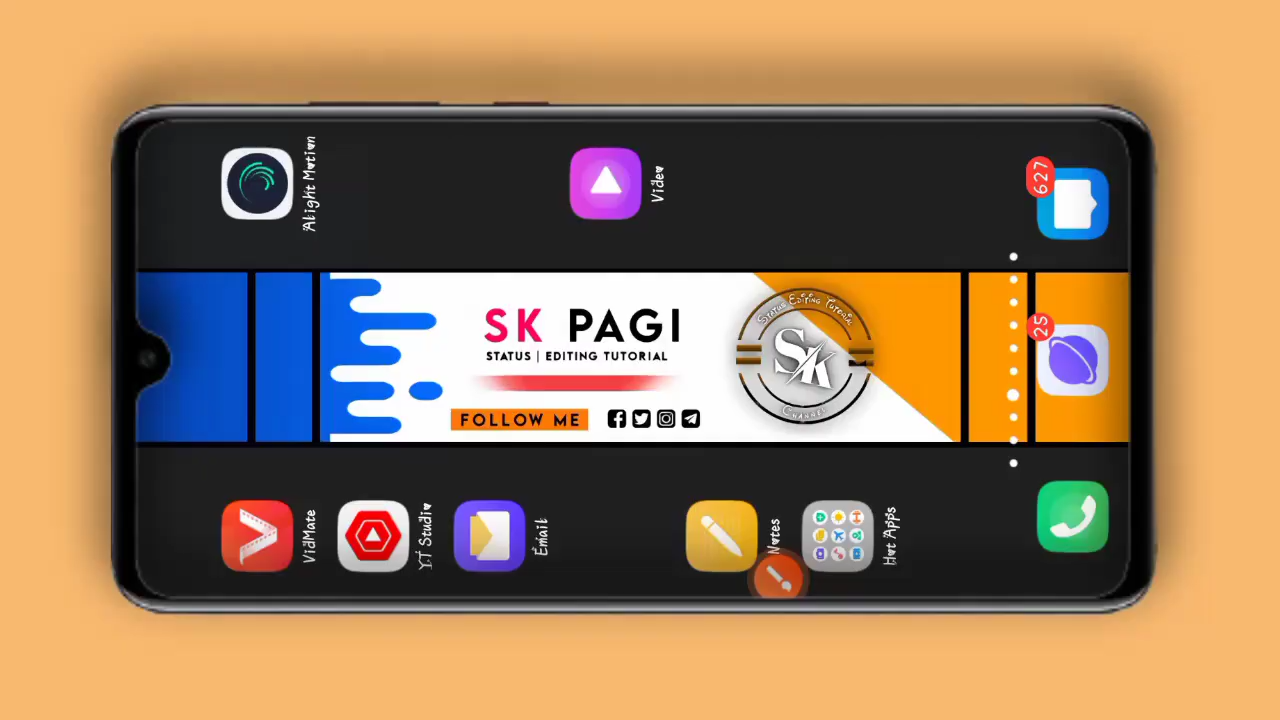 Alight Motion
Video
627
SK PAGI
STATUS | EDITING TUTORIAL
FOLLOW ME
Status Editing Tutorial
SK
Channel
25
VidMate
YT Studio
Email
Notes
Hot Apps